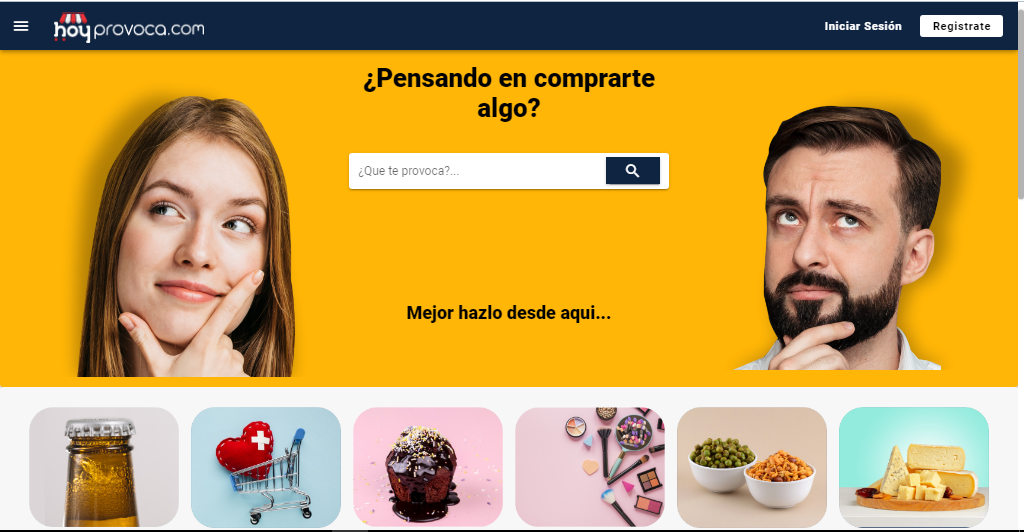 hoyprovoca.com
Iniciar Sesión
Registrate
¿Pensando en comprarte
algo?
¿Que te provoca?...
Mejor hazlo desde aqui...